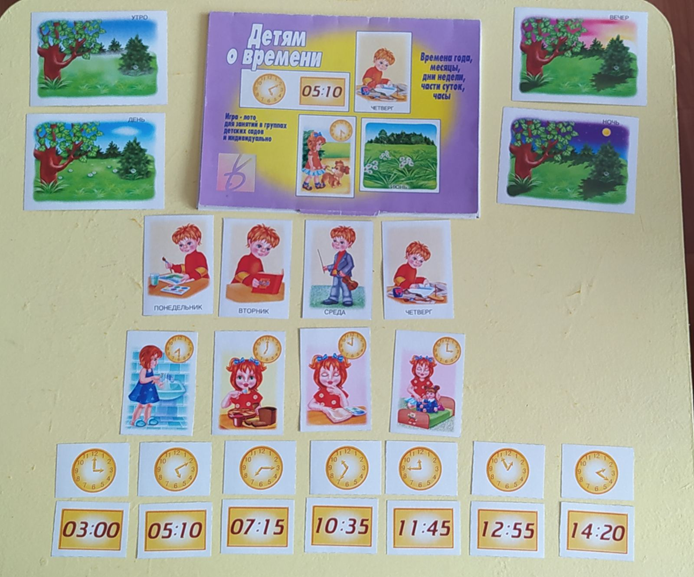 УТРО
ДЕНЬ
Детям
о времени
05:10
ЧЕТВЕРГ
Времена года,
месяцы,
дни недели,
части суток,
часы
Игра - лото
для занятий в группах
детских садов
и индивидуально
ВЕЧЕР
НОЧЬ
ПОНЕДЕЛЬНИК
ВТОРНИК
СРЕДА
ЧЕТВЕРГ
03:00
05:10
07:15
10:35
11:45
12:55
14:20